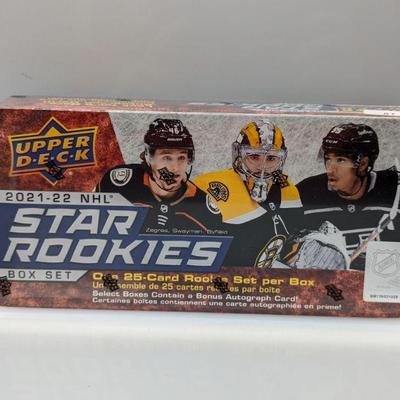 UPPER
D·E·C·K
2021-22 NHL
STAR
ROOKIES
BOX SET
Zegras, Swayman, Byfield
One 25-Card Rookie Set per Box
Un ensemble de 25 cartes recrues par boîte
Select Boxes Contain a Bonus Autograph Card!
Certaines boîtes contiennent une carte autographiée en prime!